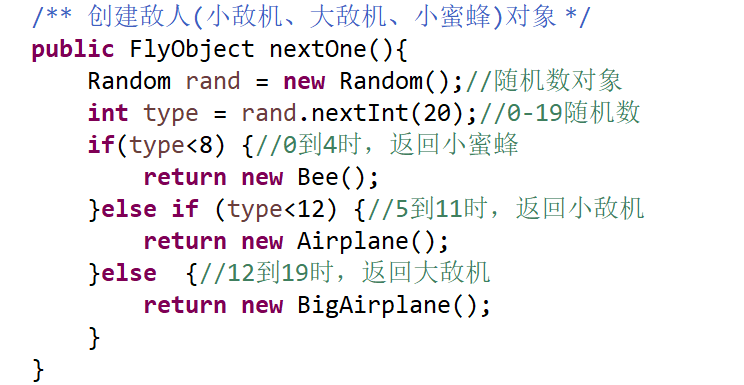 /** 创建敌人(小敌机、大敌机、小蜜蜂)对象 */
public FlyObject nextOne(){
    Random rand = new Random();//随机数对象
    int type = rand.nextInt(20);//0-19随机数
    if(type<8) {//0到4时，返回小蜜蜂
        return new Bee();
    }else if (type<12) {//5到11时，返回小敌机
        return new Airplane();
    }else  {//12到19时，返回大敌机
        return new BigAirplane();
    }
}